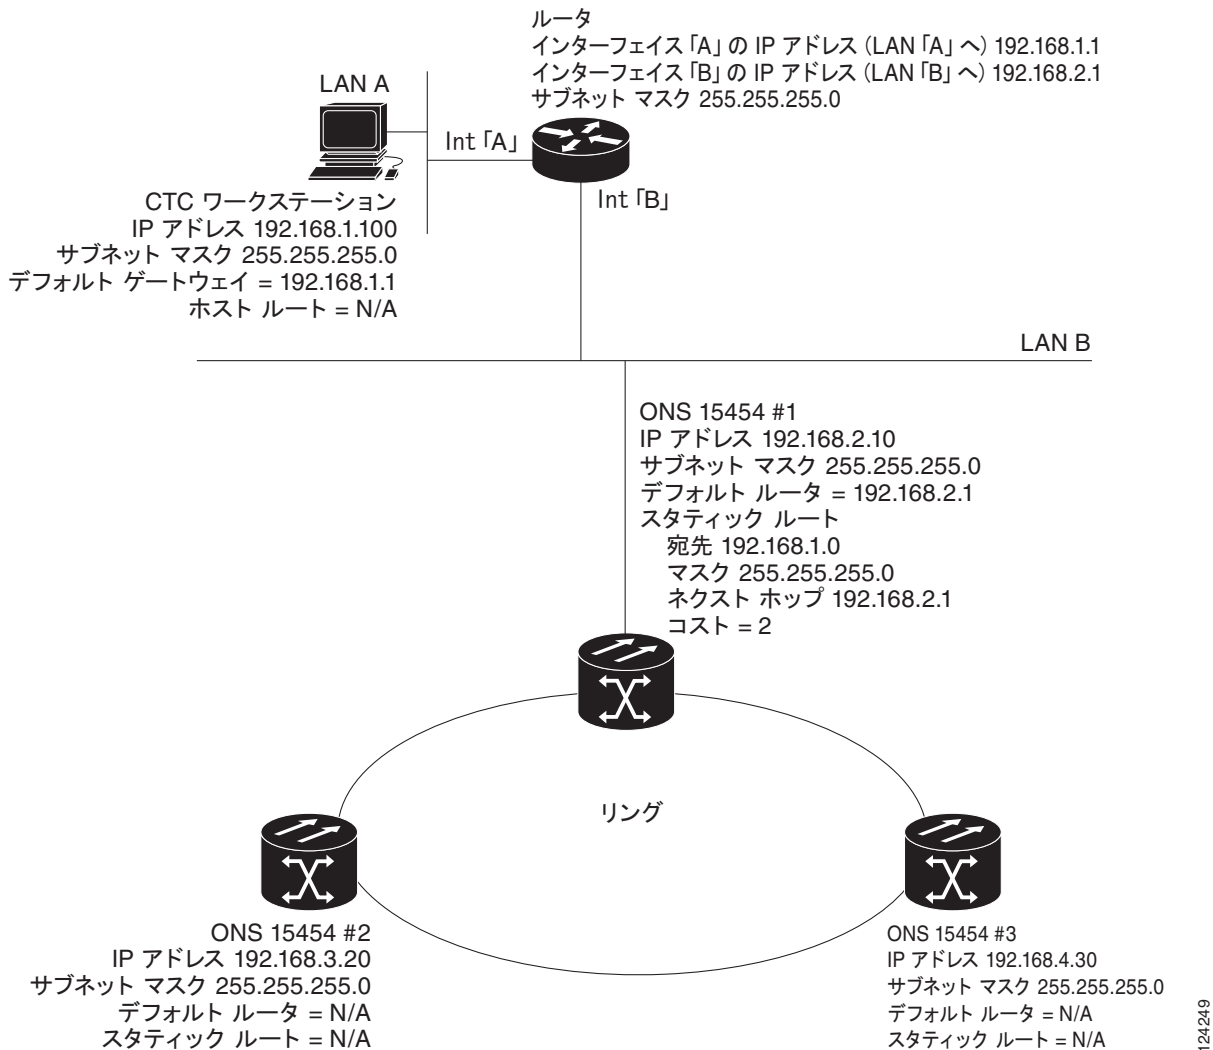 ルータ
インターフェイス「A」の IP アドレス (LAN「A」へ) 192.168.1.1
インターフェイス「B」の IP アドレス (LAN「B」へ) 192.168.2.1
サブネット マスク 255.255.255.0
LAN A
Int「A」
Int「B」
CTC ワークステーション
IP アドレス 192.168.1.100
サブネット マスク 255.255.255.0
デフォルト ゲートウェイ = 192.168.1.1
ホスト ルート = N/A
LAN B
ONS 15454 #1
IP アドレス 192.168.2.10
サブネット マスク 255.255.255.0
デフォルト ルータ = 192.168.2.1
スタティック ルート
宛先 192.168.1.0
マスク 255.255.255.0
ネクスト ホップ 192.168.2.1
コスト = 2
リング
ONS 15454 #2
IP アドレス 192.168.3.20
サブネット マスク 255.255.255.0
デフォルト ルータ = N/A
スタティック ルート = N/A
ONS 15454 #3
IP アドレス 192.168.4.30
サブネット マスク 255.255.255.0
デフォルト ルータ = N/A
スタティック ルート = N/A
124249